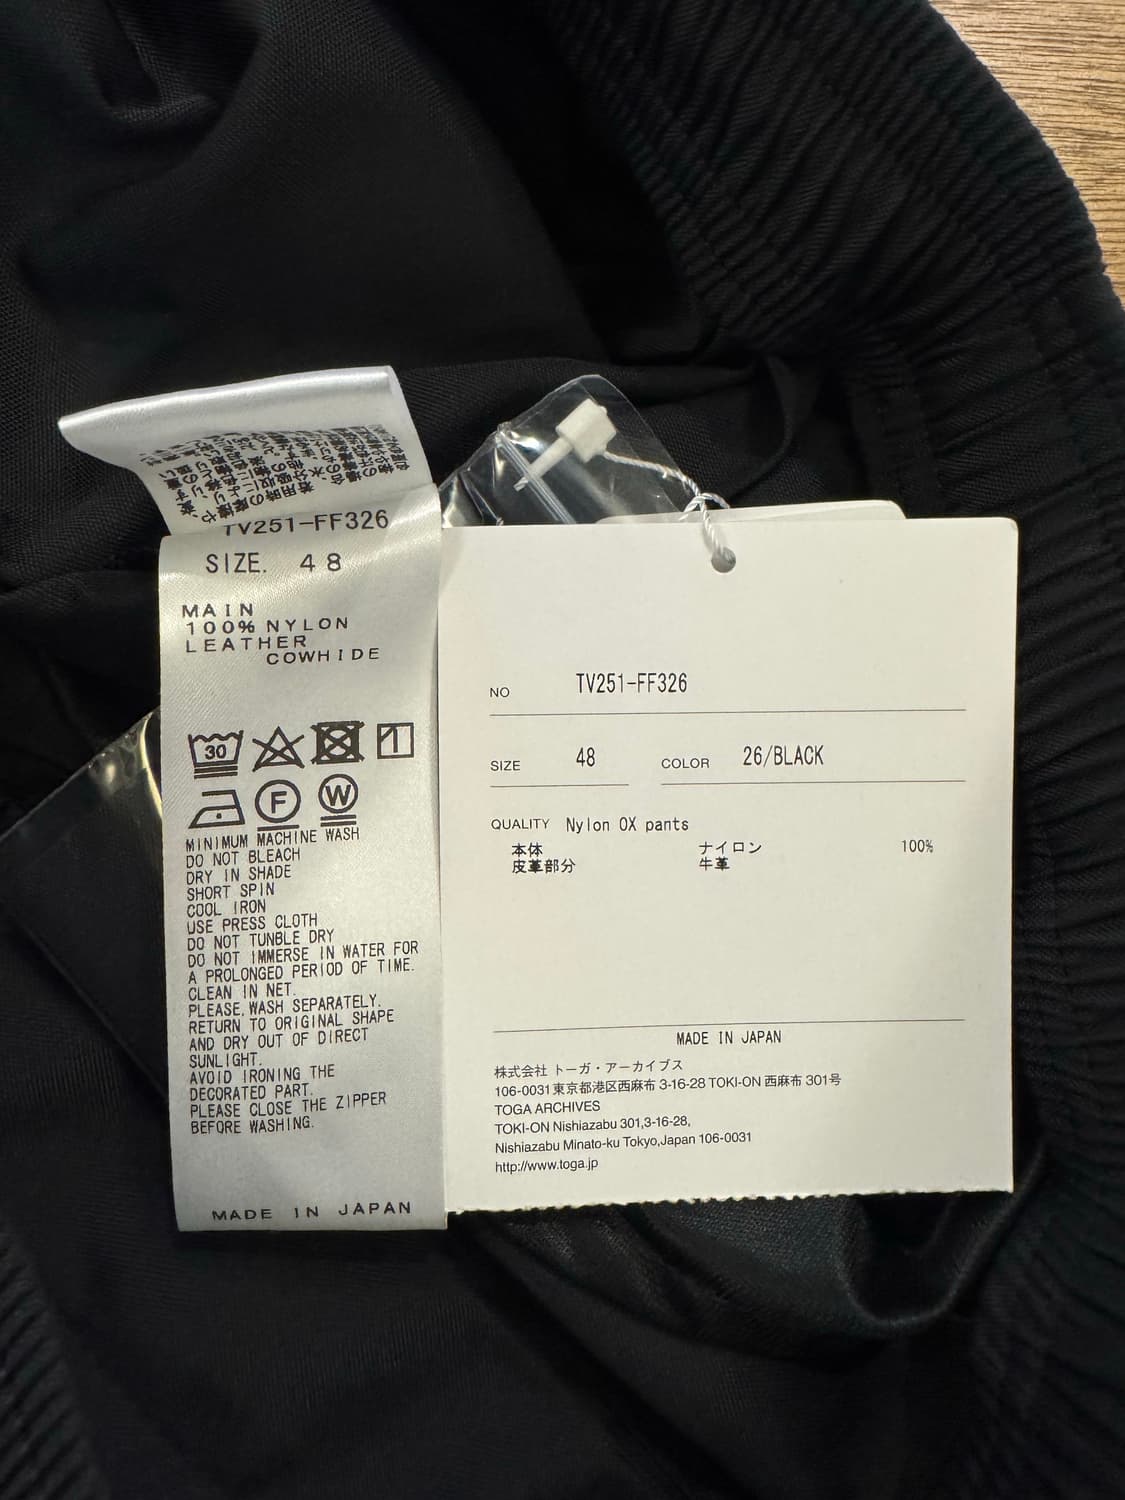 TV251-FF326
SIZE. 48
MAIN
100% NYLON
LEATHER
COWHIDE
30
F
W
MINIMUM MACHINE WASH
DO NOT BLEACH
DRY IN SHADE
SHORT SPIN
COOL IRON
USE PRESS CLOTH
DO NOT TUNBLE DRY
DO NOT IMMERSE IN WATER FOR
A PROLONGED PERIOD OF TIME.
CLEAN IN NET.
PLEASE,WASH SEPARATELY.
RETURN TO ORIGINAL SHAPE
AND DRY OUT OF DIRECT
SUNLIGHT.
AVOID IRONING THE
DECORATED PART.
PLEASE CLOSE THE ZIPPER
BEFORE WASHING.
MADE IN JAPAN
NO TV251-FF326
SIZE 48 COLOR 26/BLACK
QUALITY Nylon OX pants
本体 ナイロン 100%
皮革部分 牛革
MADE IN JAPAN
株式会社 トーガ・アーカイブス
106-0031東京都港区西麻布 3-16-28 TOKI-ON 西麻布 301号
TOGA ARCHIVES
TOKI-ON Nishiazabu 301,3-16-28,
Nishiazabu Minato-ku Tokyo,Japan 106-0031
http://www.toga.jp